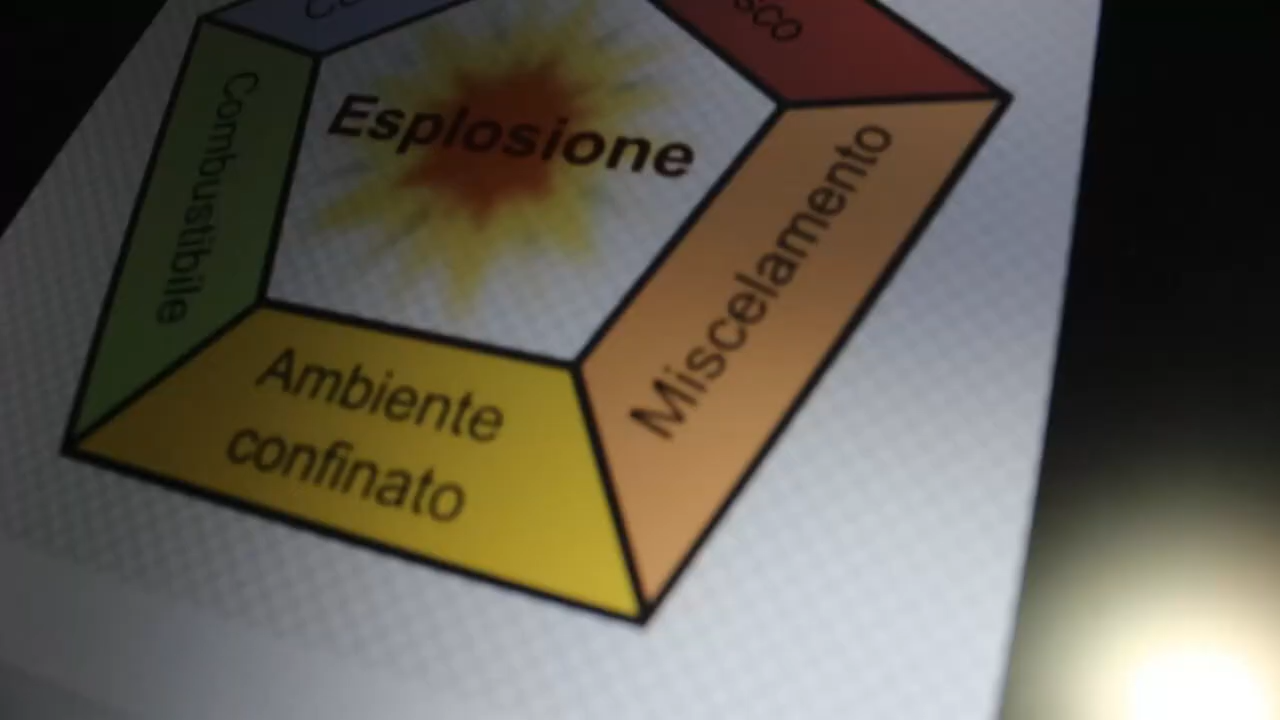 Esplosione
Combustibile
Miscelamento
Ambiente
confinato